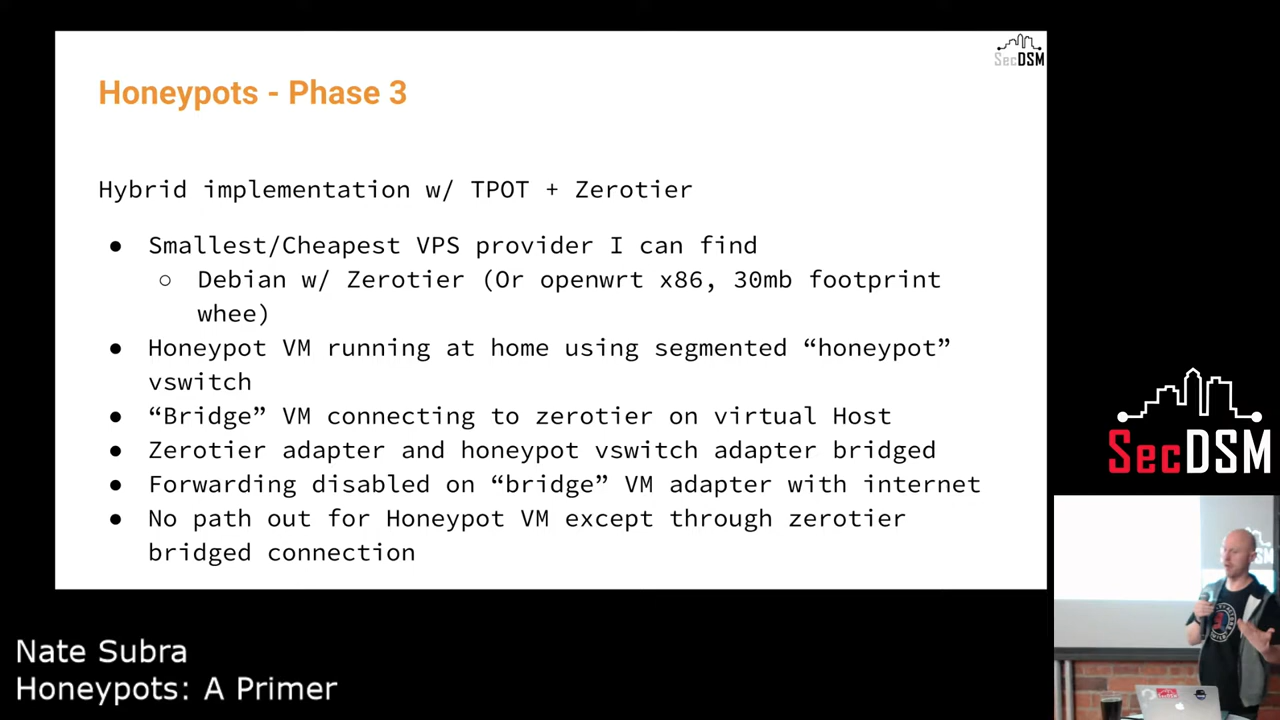 SecDSM
Honeypots - Phase 3
Hybrid implementation w/ TPOT + Zerotier
● Smallest/Cheapest VPS provider I can find
○ Debian w/ Zerotier (Or openwrt x86, 30mb footprint
whee)
● Honeypot VM running at home using segmented “honeypot”
vswitch
● “Bridge” VM connecting to zerotier on virtual Host
● Zerotier adapter and honeypot vswitch adapter bridged
● Forwarding disabled on “bridge” VM adapter with internet
● No path out for Honeypot VM except through zerotier
bridged connection
SecDSM
Nate Subra
Honeypots: A Primer